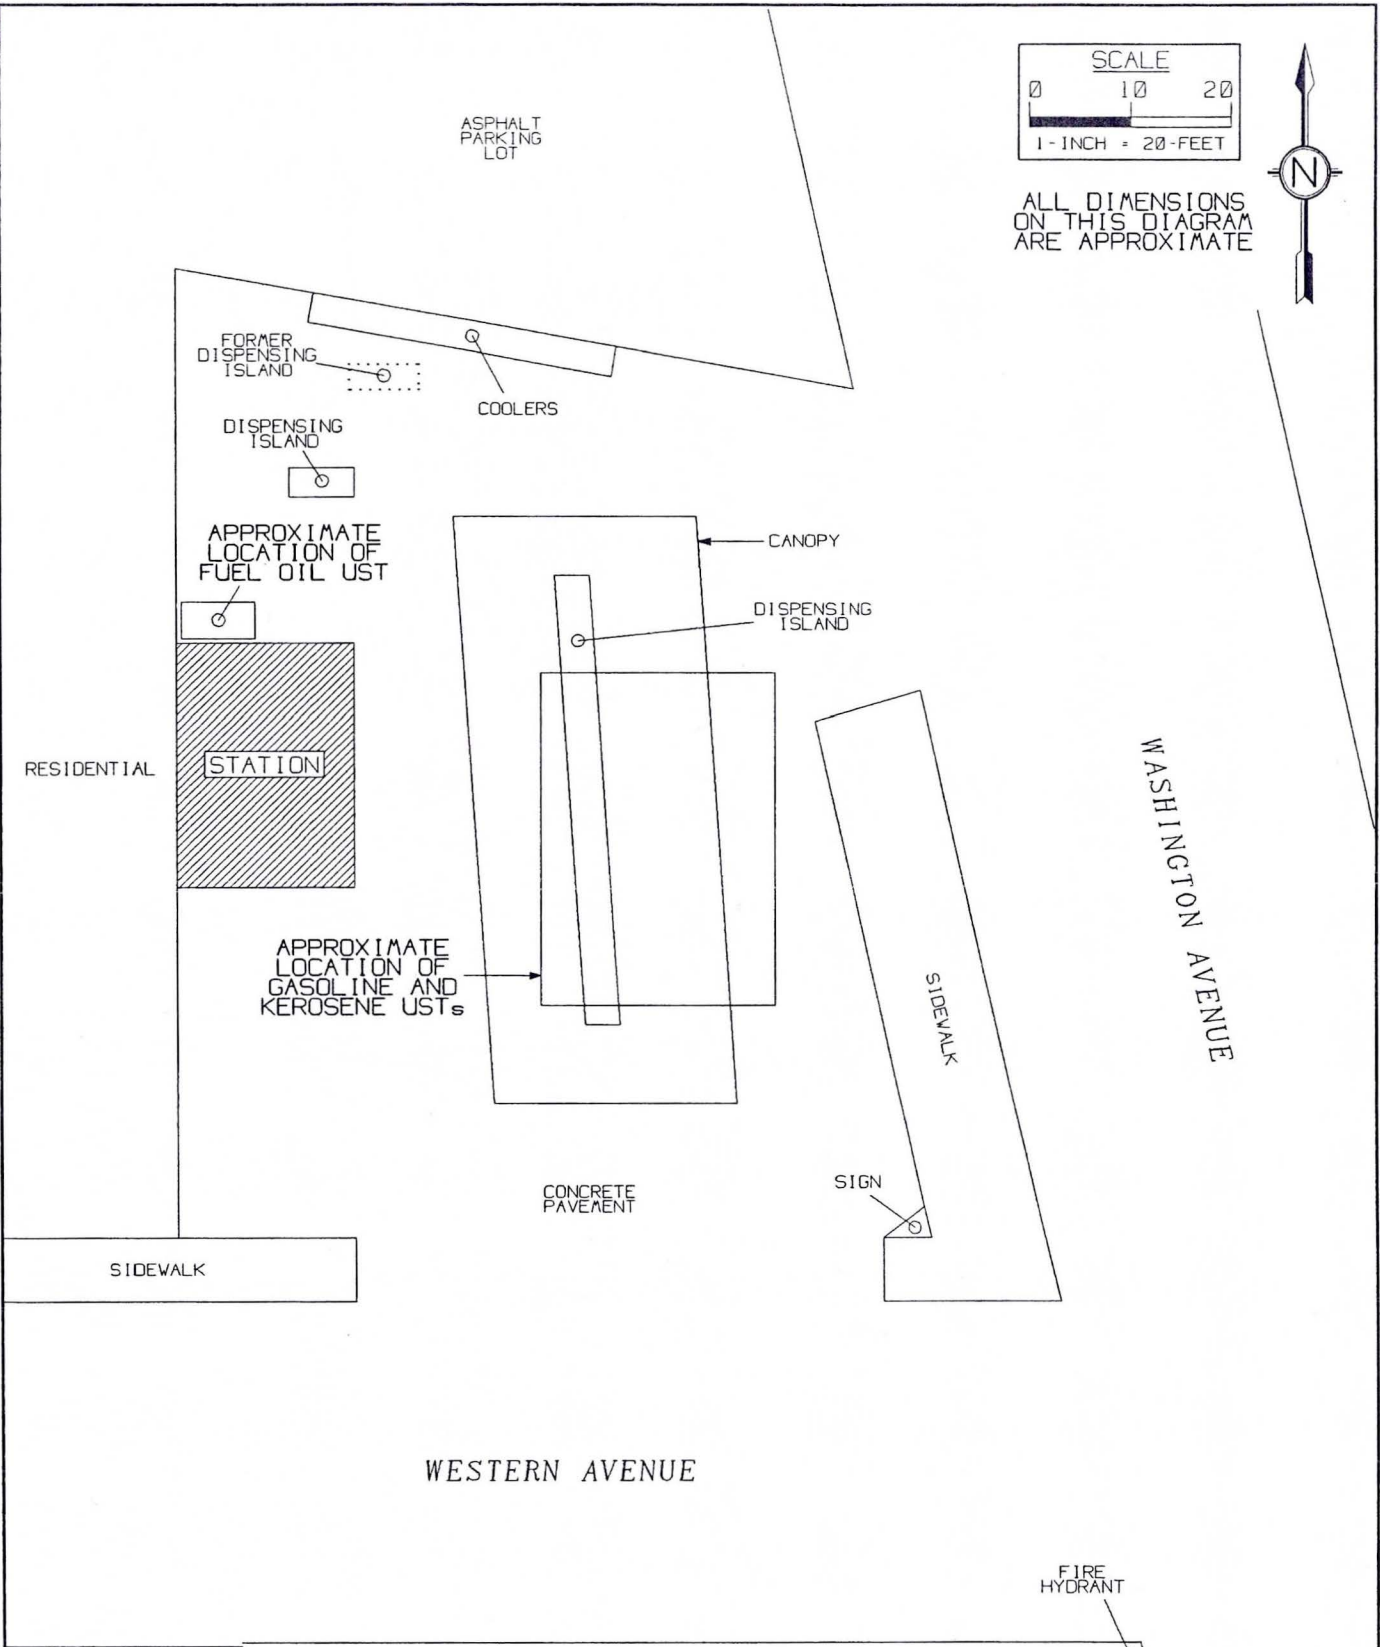 SCALE
0 10 20
1-INCH = 20-FEET
N
ALL DIMENSIONS
ON THIS DIAGRAM
ARE APPROXIMATE
ASPHALT
PARKING
LOT
FORMER
DISPENSING
ISLAND
COOLERS
DISPENSING
ISLAND
APPROXIMATE
LOCATION OF
FUEL OIL UST
CANOPY
DISPENSING
ISLAND
RESIDENTIAL
STATION
WASHINGTON AVENUE
APPROXIMATE
LOCATION OF
GASOLINE AND
KEROSENE USTs
SIDEWALK
CONCRETE
PAVEMENT
SIGN
SIDEWALK
WESTERN AVENUE
FIRE
HYDRANT